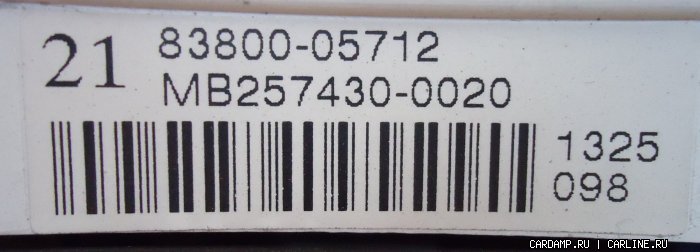 21 83800-05712
MB257430-0020
1325
098
CARDAMP.RU | CARLINE.RU